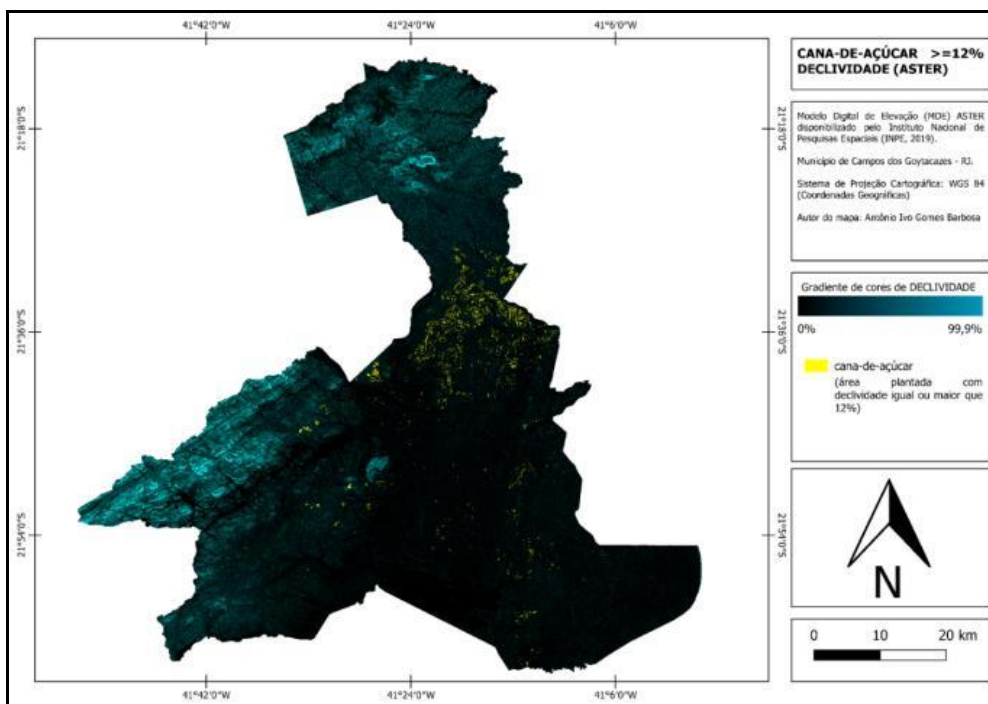 41°42'0"W 41°24'0"W 41°6'0"W
21°18'0"S 21°18'0"S
21°36'0"S 21°36'0"S
21°54'0"S 21°54'0"S
41°42'0"W 41°24'0"W 41°6'0"W
CANA-DE-AÇÚCAR >=12%
DECLIVIDADE (ASTER)
Modelo Digital de Elevação (MDE) ASTER
disponibilizado pelo Instituto Nacional de
Pesquisas Espaciais (INPE, 2019).
Município de Campos dos Goytacazes - RJ.
Sistema de Projeção Cartográfica: WGS 84
(Coordenadas Geográficas)
Autor do mapa: Antônio Ivo Gomes Barbosa
Gradiente de cores de DECLIVIDADE
0% 99,9%
cana-de-açúcar
(área plantada com
declividade igual ou maior que
12%)
N
0 10 20 km